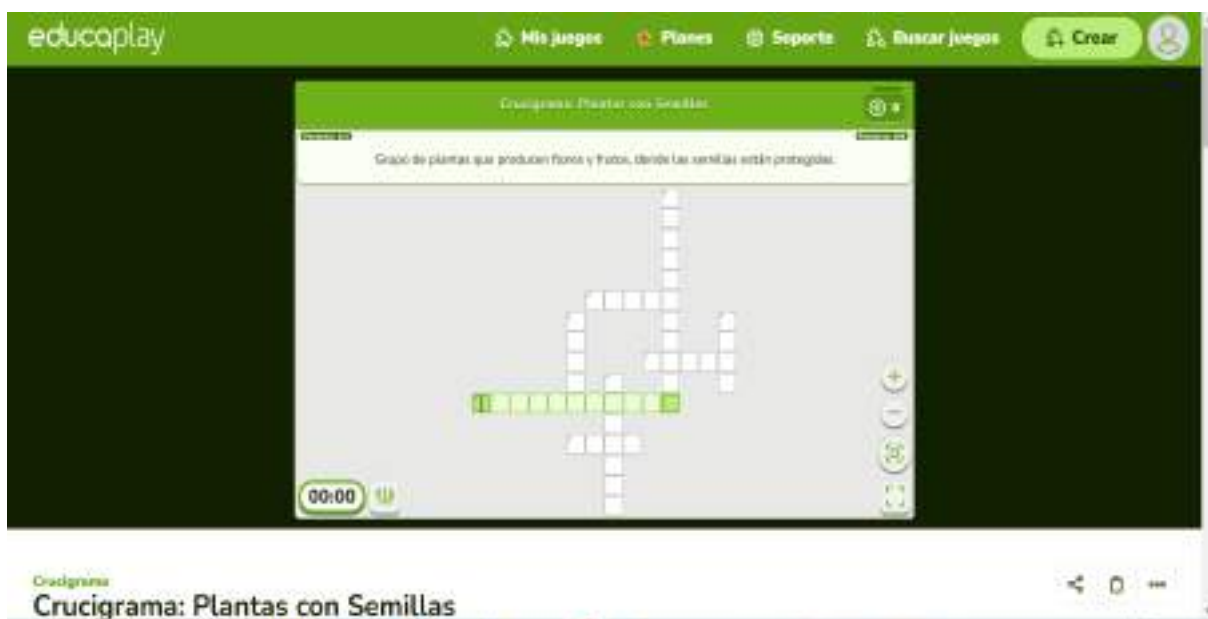 educaplay
Mis juegos
Planes
Soporte
Buscar juegos
Crear
Crucigrama: Plantas con Semillas
Grupo de plantas que producen flores y frutos, donde las semillas están protegidas.
00:00
Crucigrama
Crucigrama: Plantas con Semillas